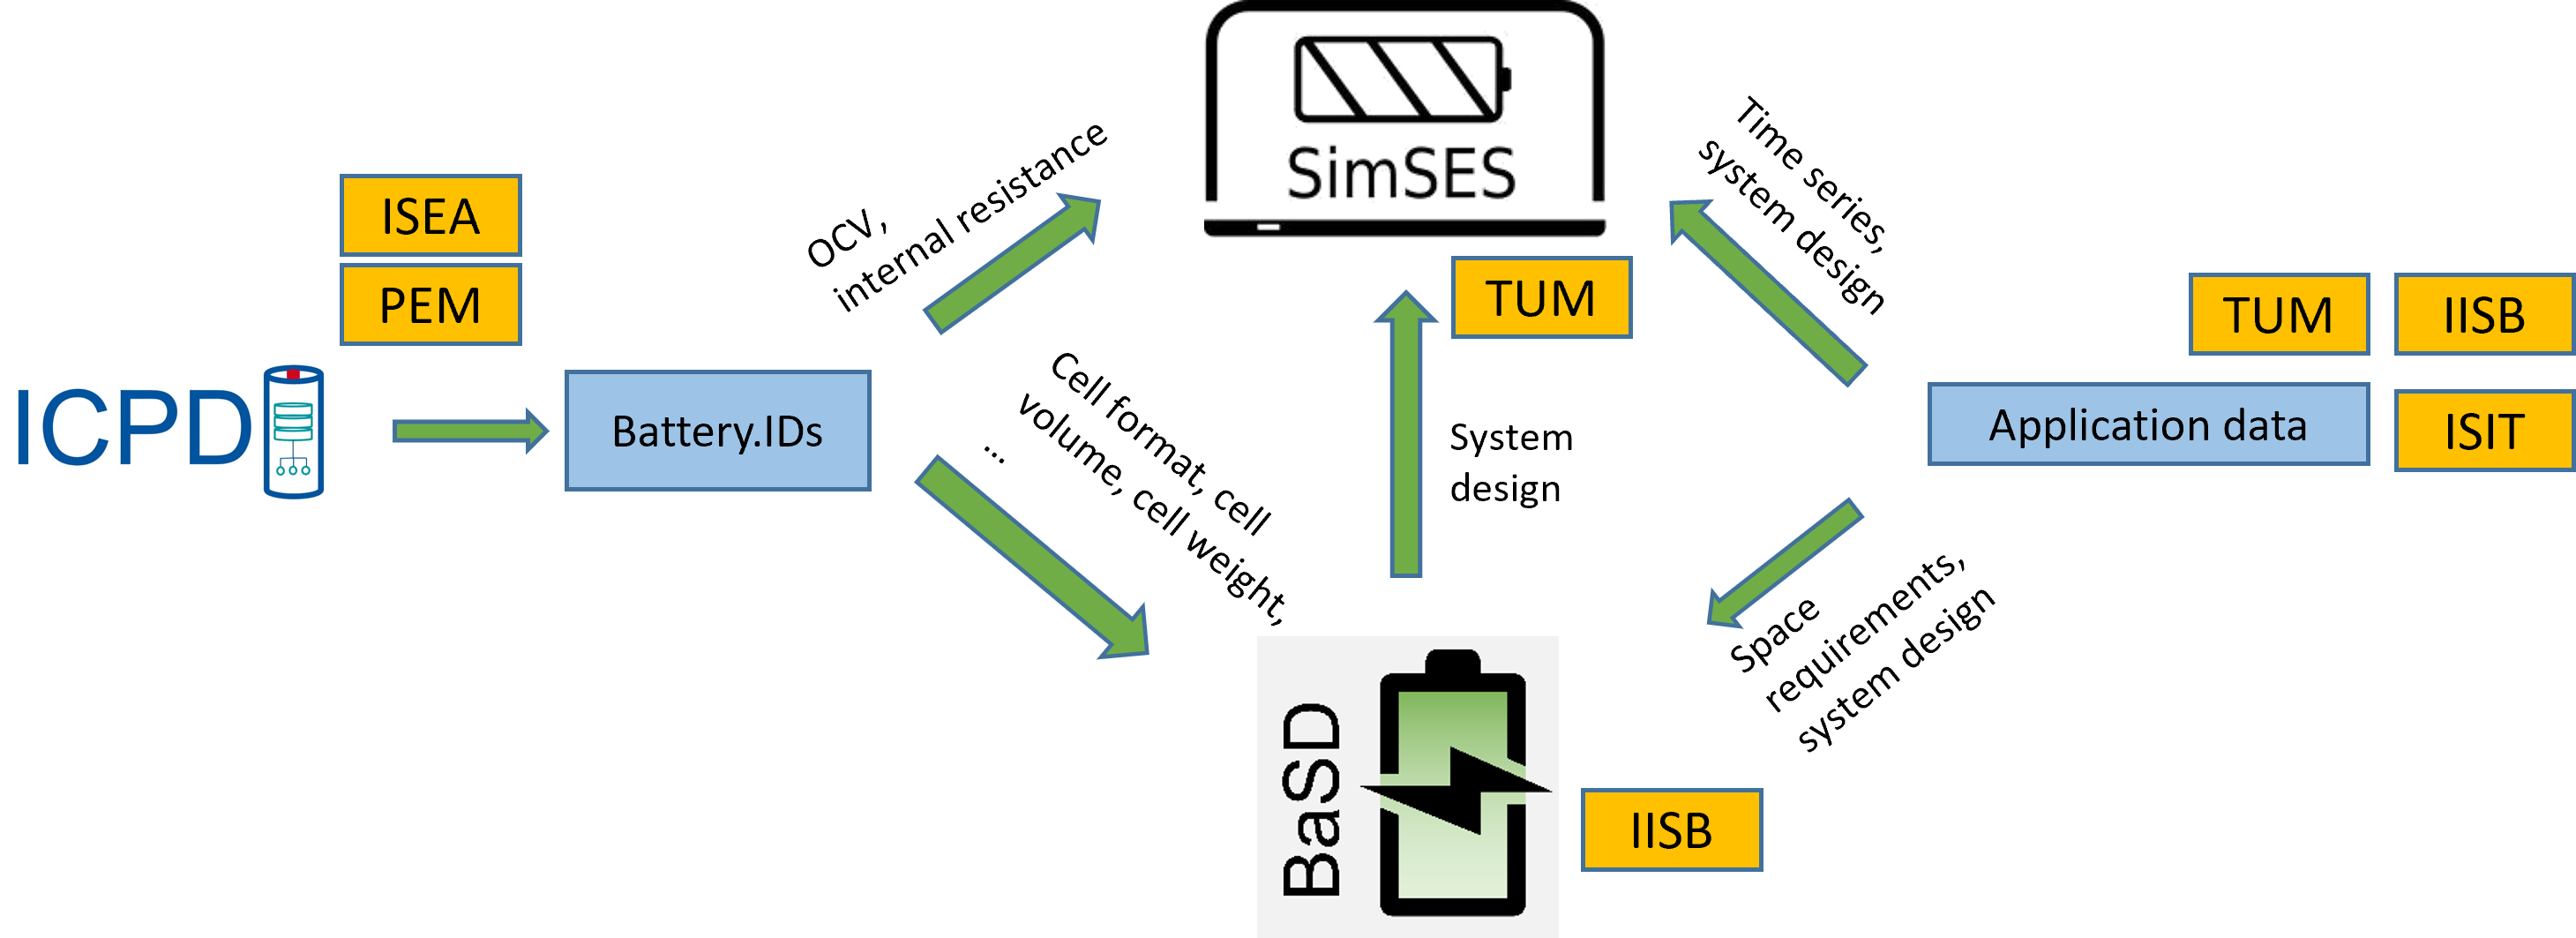 ISEA
PEM
ICPD
Battery.IDs
OCV,
internal resistance
Cell format, cell
volume, cell weight,
...
SimSES
TUM
System
design
BaSD
IISB
Time series,
system design
Space
requirements,
system design
TUM
IISB
Application data
ISIT